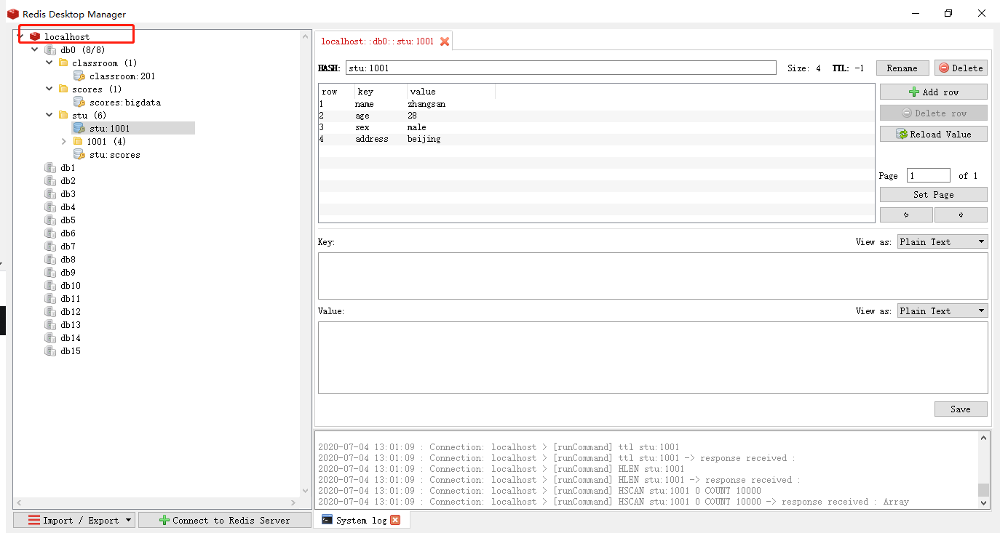 Redis Desktop Manager
localhost
db0 (8/8)
classroom (1)
classroom:201
scores (1)
scores:bigdata
stu (6)
stu:1001
1001 (4)
stu:scores
db1
db2
db3
db4
db5
db6
db7
db8
db9
db10
db11
db12
db13
db14
db15
Import / Export
Connect to Redis Server
localhost::db0::stu:1001
HASH: stu:1001 Size: 4 TTL: -1 Rename Delete
row key value
1 name zhangsan
2 age 28
3 sex male
4 address beijing
Add row
Delete row
Reload Value
Page 1 of 1
Set Page
Key: View as: Plain Text
Value: View as: Plain Text
Save
2020-07-04 13:01:09 : Connection: localhost > [runCommand] ttl stu:1001
2020-07-04 13:01:09 : Connection: localhost > [runCommand] ttl stu:1001 -> response received :
2020-07-04 13:01:09 : Connection: localhost > [runCommand] HLEN stu:1001
2020-07-04 13:01:09 : Connection: localhost > [runCommand] HLEN stu:1001 -> response received :
2020-07-04 13:01:09 : Connection: localhost > [runCommand] HSCAN stu:1001 0 COUNT 10000
2020-07-04 13:01:09 : Connection: localhost > [runCommand] HSCAN stu:1001 0 COUNT 10000 -> response received : Array
System log